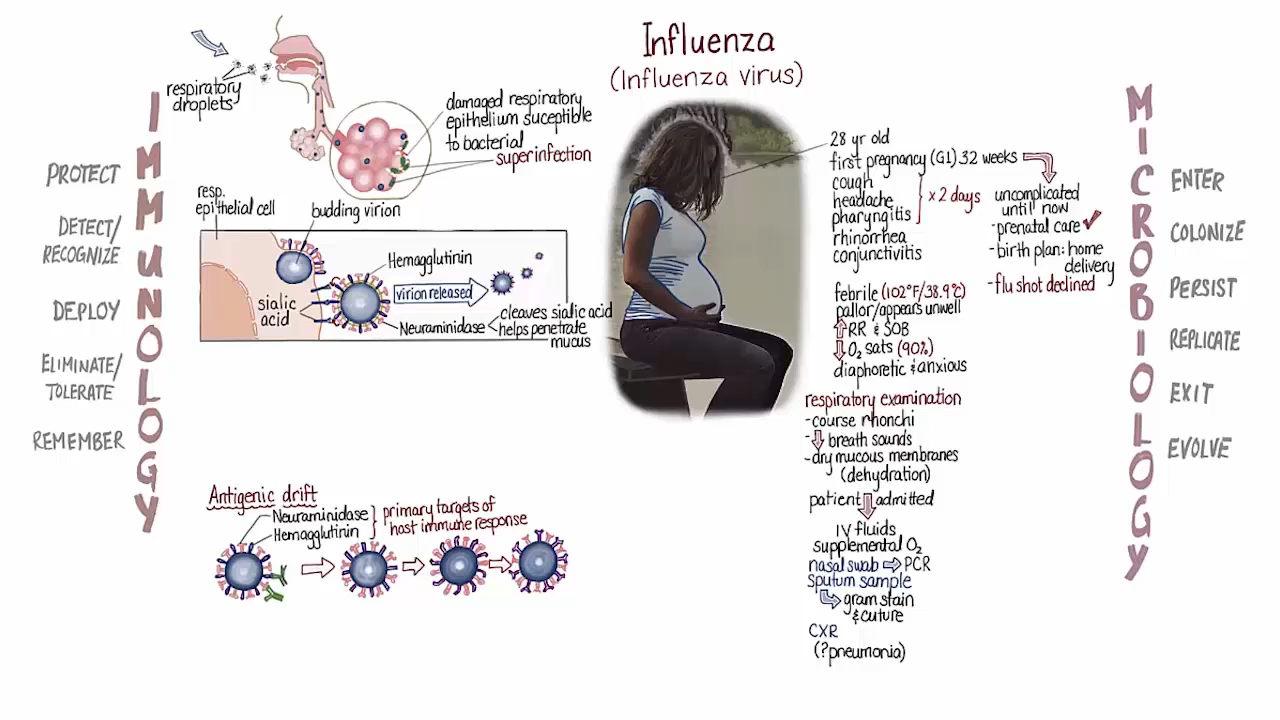 Influenza
(Influenza virus)
IMMUNOLOGY
PROTECT
DETECT/
RECOGNIZE
DEPLOY
ELIMINATE/
TOLERATE
REMEMBER
respiratory
droplets
damaged respiratory
epithelium suceptible
to bacterial
superinfection
resp.
epithelial cell
budding virion
Hemagglutinin
sialic
acid
virion released
Neuraminidase
cleaves sialic acid
helps penetrate
mucus
Antigenic drift
Neuraminidase
Hemagglutinin
primary targets of
host immune response
28 yr old
first pregnancy (G1) 32 weeks
cough
headache
pharyngitis
x 2 days
rhinorrhea
conjunctivitis
uncomplicated
until now
-prenatal care
-birth plan: home
delivery
-flu shot declined
febrile (102°F/38.9°C)
pallor/appears unwell
RR & SOB
O2 sats (90%)
diaphoretic & anxious
respiratory examination
-course rhonchi
- breath sounds
-dry mucous membranes
(dehydration)
patient admitted
IV fluids
supplemental O2
nasal swab PCR
sputum sample
gram stain
& cuture
CXR
(?pneumonia)
MICROBIOLOGY
ENTER
COLONIZE
PERSIST
REPLICATE
EXIT
EVOLVE